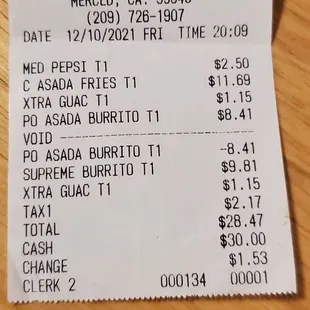 MERCED, CA.
(209) 726-1907
DATE 12/10/2021 FRI TIME 20:09
MED PEPSI T1 $2.50
C ASADA FRIES T1 $11.69
XTRA GUAC T1 $1.15
PO ASADA BURRITO T1 $8.41
VOID --------------------
PO ASADA BURRITO T1 -8.41
SUPREME BURRITO T1 $9.81
XTRA GUAC T1 $1.15
TAX1 $2.17
TOTAL $28.47
CASH $30.00
CHANGE $1.53
CLERK 2 000134 00001